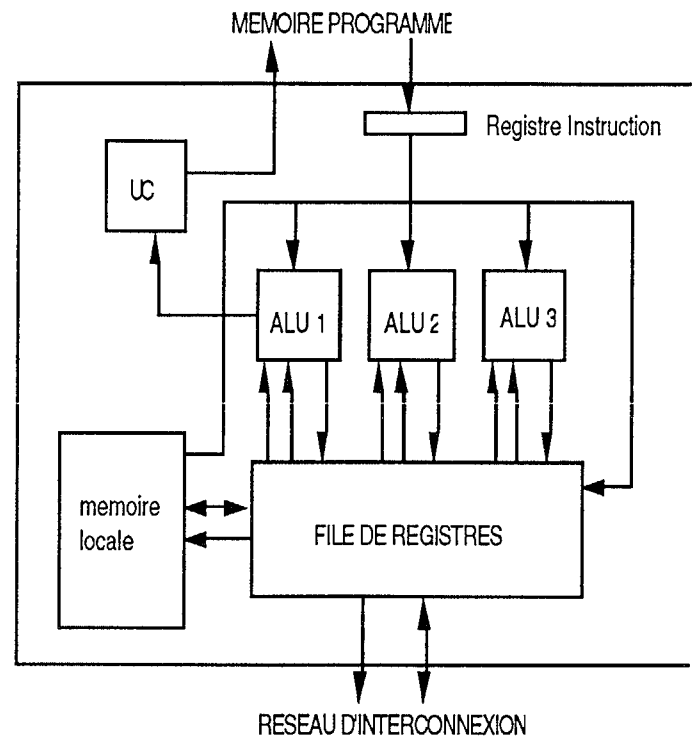 MEMOIRE PROGRAMME
Registre Instruction
UC
ALU 1
ALU 2
ALU 3
memoire
locale
FILE DE REGISTRES
RESEAU D'INTERCONNEXION